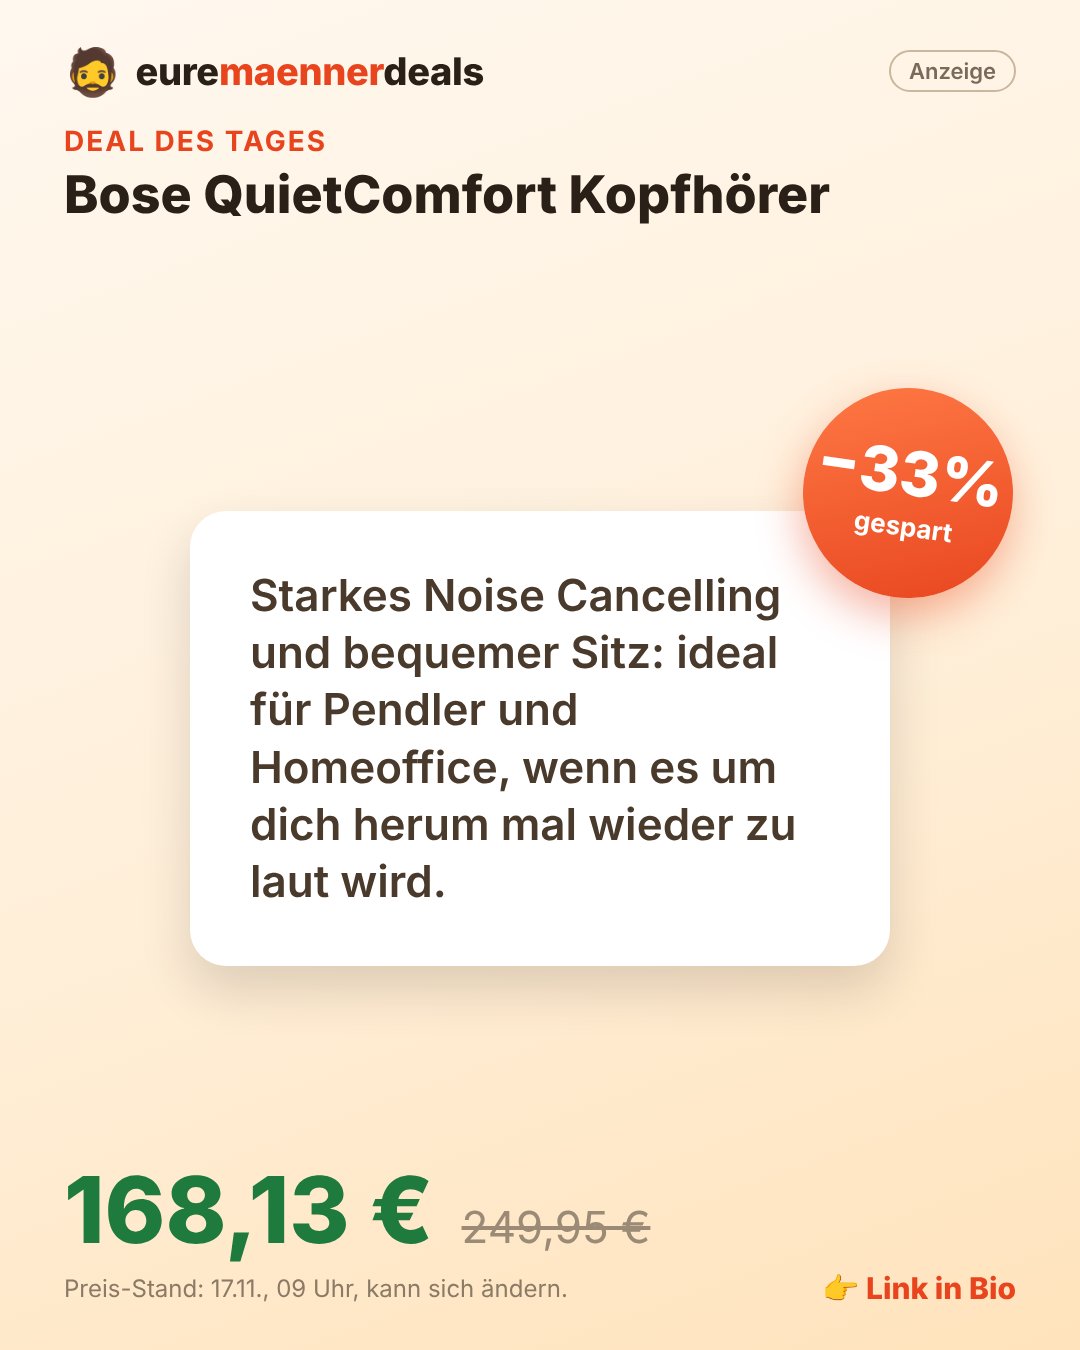 euremaennerdeals
Anzeige
DEAL DES TAGES
Bose QuietComfort Kopfhörer
−33%
gespart
Starkes Noise Cancelling
und bequemer Sitz: ideal
für Pendler und
Homeoffice, wenn es um
dich herum mal wieder zu
laut wird.
168,13 € 249,95 €
Preis-Stand: 17.11., 09 Uhr, kann sich ändern.
👉 Link in Bio